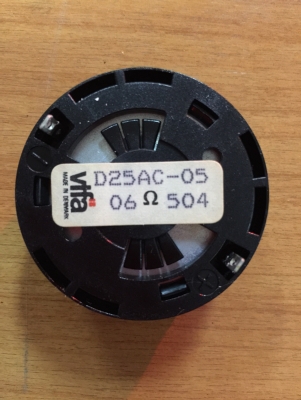 vifa
MADE IN DENMARK
D25AC-05
06 Ω 504